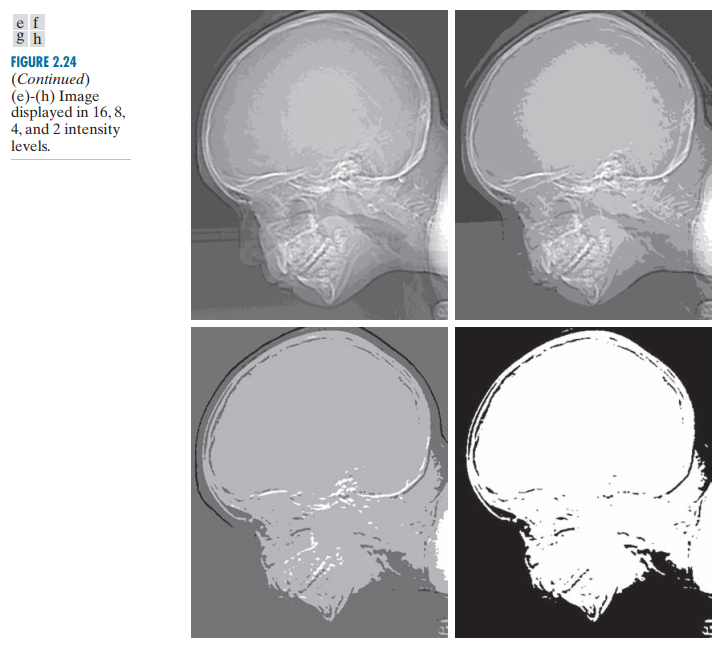 e f
g h
FIGURE 2.24
(Continued)
(e)-(h) Image
displayed in 16, 8,
4, and 2 intensity
levels.